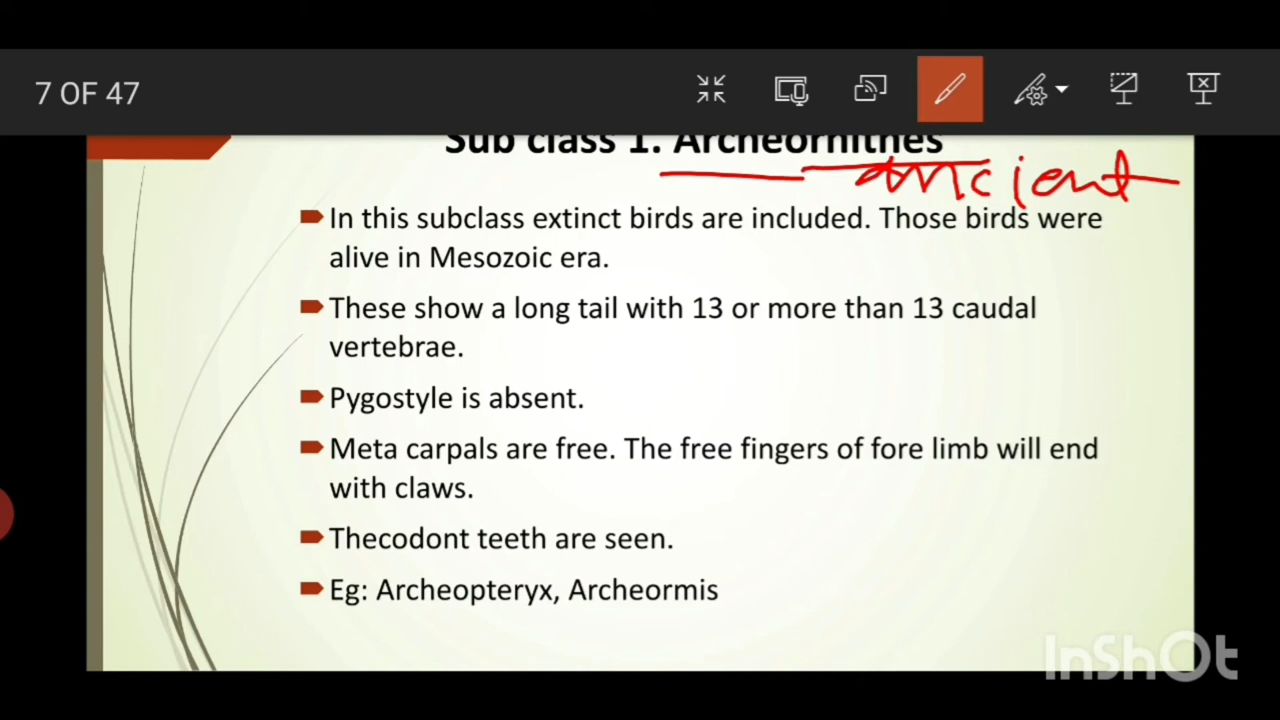 7 OF 47
Sub class 1. Archeornithes
ancient
In this subclass extinct birds are included. Those birds were
alive in Mesozoic era.
These show a long tail with 13 or more than 13 caudal
vertebrae.
Pygostyle is absent.
Meta carpals are free. The free fingers of fore limb will end
with claws.
Thecodont teeth are seen.
Eg: Archeopteryx, Archeormis
InShOt